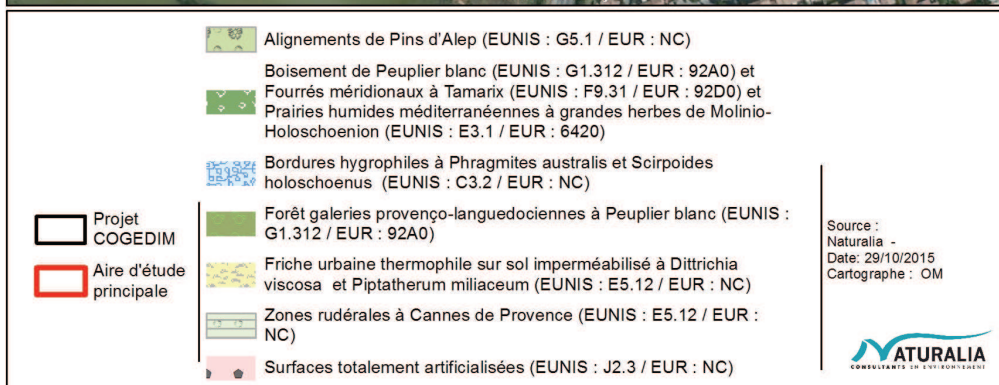 Alignements de Pins d'Alep (EUNIS : G5.1 / EUR : NC)
Boisement de Peuplier blanc (EUNIS : G1.312 / EUR : 92A0) et
Fourrés méridionaux à Tamarix (EUNIS : F9.31 / EUR : 92D0) et
Prairies humides méditerranéennes à grandes herbes de Molinio-
Holoschoenion (EUNIS : E3.1 / EUR : 6420)
Bordures hygrophiles à Phragmites australis et Scirpoides
holoschoenus (EUNIS : C3.2 / EUR : NC)
Projet
COGEDIM
Aire d'étude
principale
Forêt galeries provenço-languedociennes à Peuplier blanc (EUNIS :
G1.312 / EUR : 92A0)
Friche urbaine thermophile sur sol imperméabilisé à Dittrichia
viscosa et Piptatherum miliaceum (EUNIS : E5.12 / EUR : NC)
Zones rudérales à Cannes de Provence (EUNIS : E5.12 / EUR :
NC)
Surfaces totalement artificialisées (EUNIS : J2.3 / EUR : NC)
Source :
Naturalia -
Date: 29/10/2015
Cartographe : OM
NATURALIA
CONSULTANTS EN ENVIRONNEMENT